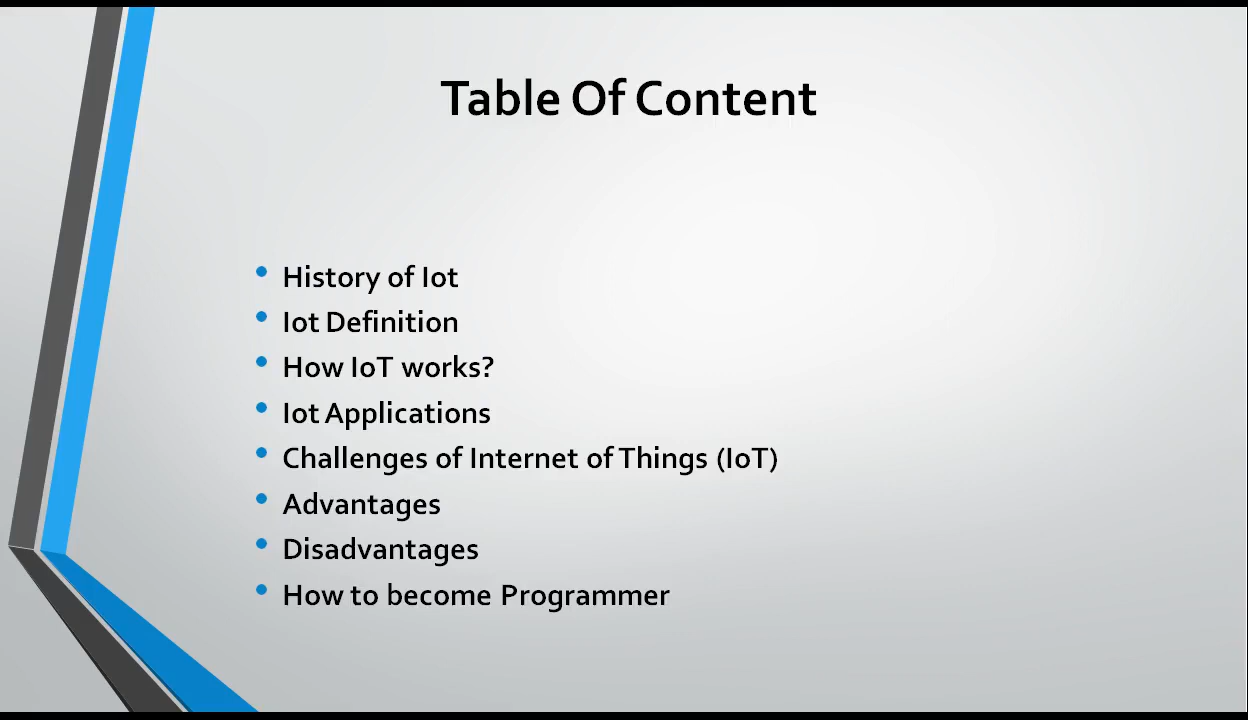 Table Of Content
• History of Iot
• Iot Definition
• How IoT works?
• Iot Applications
• Challenges of Internet of Things (IoT)
• Advantages
• Disadvantages
• How to become Programmer